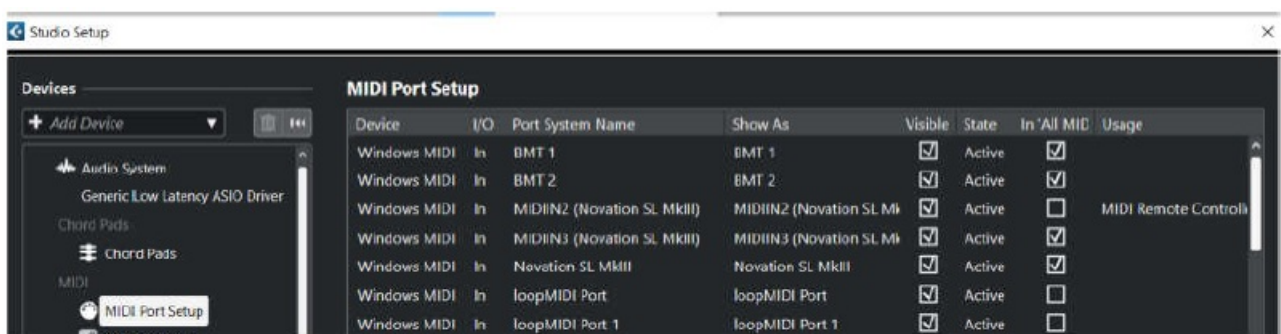 Studio Setup
Devices
Add Device
Audio System
Generic Low Latency ASIO Driver
Chord Pads
Chord Pads
MIDI
MIDI Port Setup
MIDI Port Setup
Device I/O Port System Name Show As Visible State In 'All MID Usage
Windows MIDI In BMT 1 BMT 1 Active
Windows MIDI In BMT 2 BMT 2 Active
Windows MIDI In MIDIIN2 (Novation SL MkIII) MIDIIN2 (Novation SL Mk Active MIDI Remote Controll
Windows MIDI In MIDIIN3 (Novation SL MkIII) MIDIIN3 (Novation SL Mk Active
Windows MIDI In Novation SL MkIII Novation SL MkIII Active
Windows MIDI In loopMIDI Port loopMIDI Port Active
Windows MIDI In loopMIDI Port 1 loopMIDI Port 1 Active